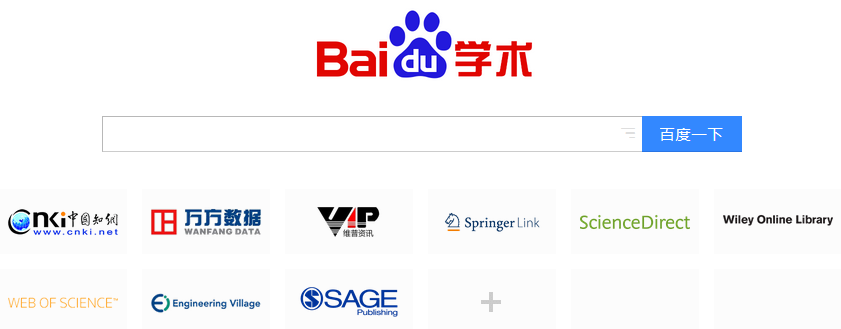 Baidu学术
百度一下
Cnki中国知网
www.cnki.net
万方数据
WANFANG DATA
VIP
维普资讯
Springer Link
ScienceDirect
Wiley Online Library
WEB OF SCIENCE™
Engineering Village
SAGE
Publishing